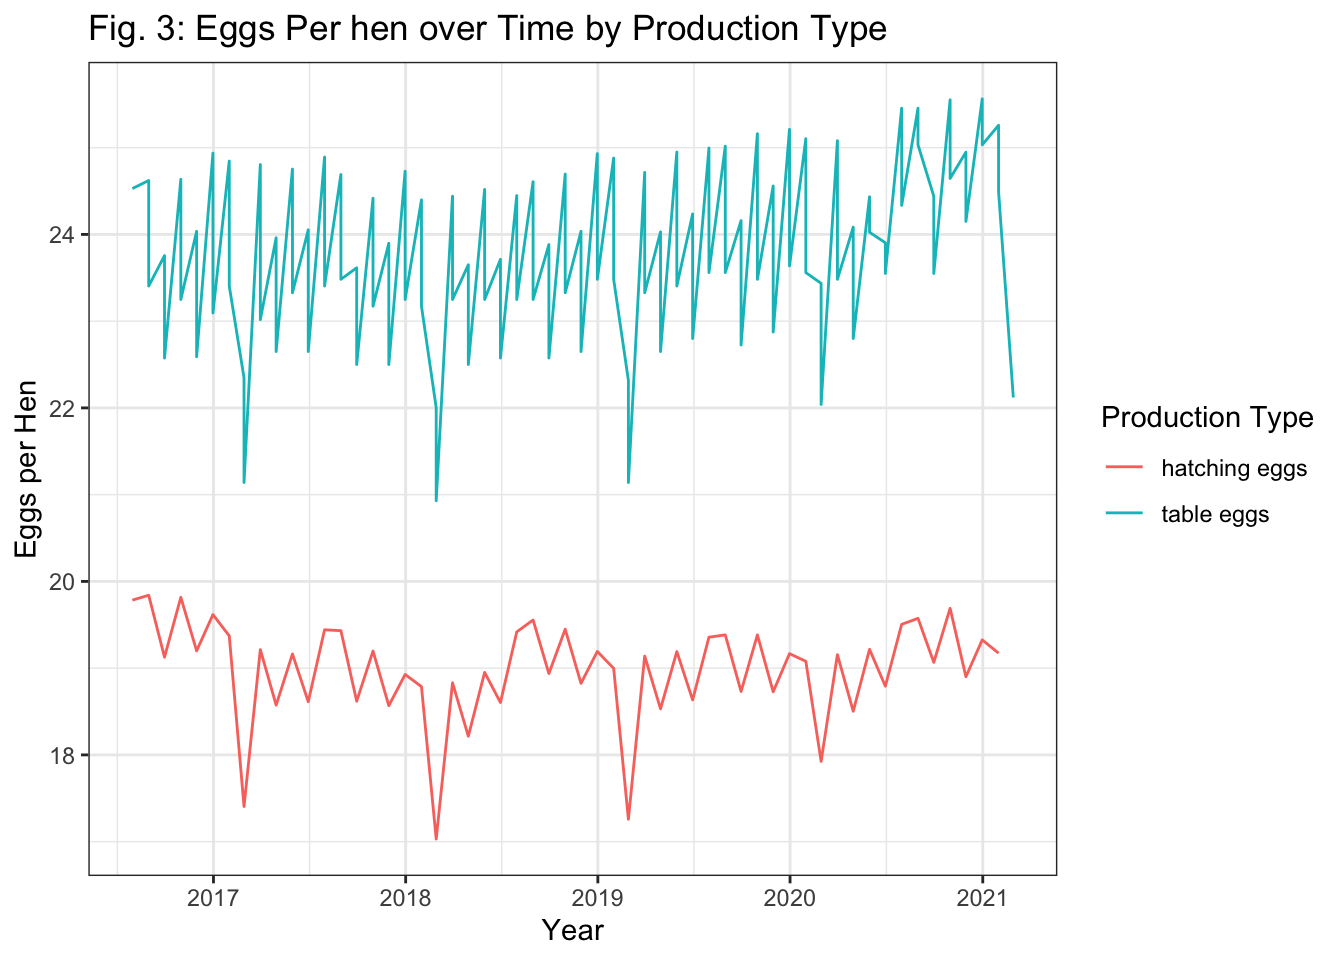 Fig. 3: Eggs Per hen over Time by Production Type
Eggs per Hen
24
22
20
18
2017
2018
2019
2020
2021
Year
Production Type
hatching eggs
table eggs